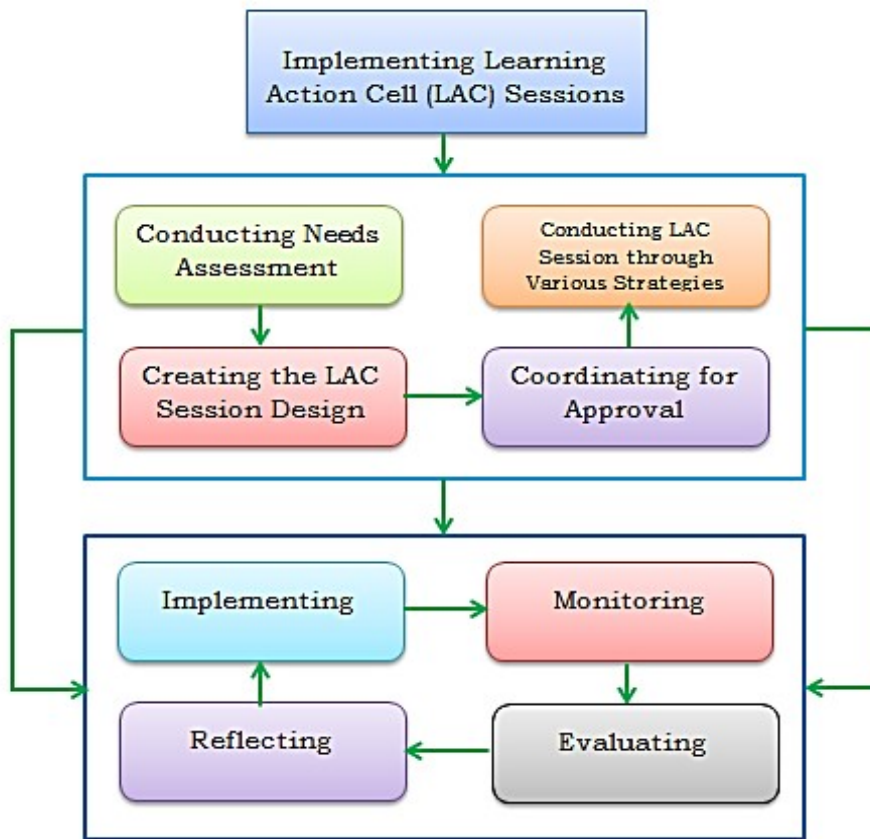 Implementing Learning
Action Cell (LAC) Sessions
Conducting Needs
Assessment
Conducting LAC
Session through
Various Strategies
Creating the LAC
Session Design
Coordinating for
Approval
Implementing
Monitoring
Reflecting
Evaluating